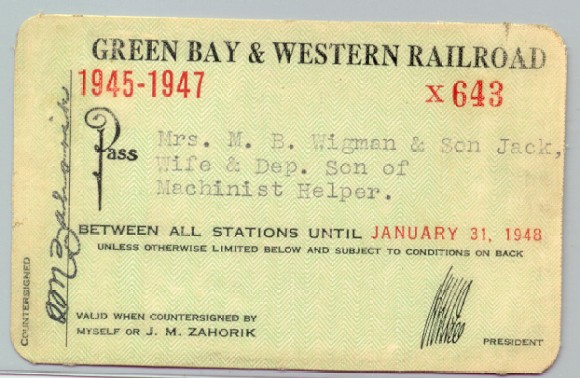 GREEN BAY & WESTERN RAILROAD
1945-1947
X 643
Pass
Mrs. M. B. Wigman & Son Jack,
Wife & Dep. Son of
Machinist Helper.
BETWEEN ALL STATIONS UNTIL JANUARY 31, 1948
UNLESS OTHERWISE LIMITED BELOW AND SUBJECT TO CONDITIONS ON BACK
VALID WHEN COUNTERSIGNED BY
MYSELF OR J. M. ZAHORIK
PRESIDENT
COUNTERSIGNED
J M Zahorik